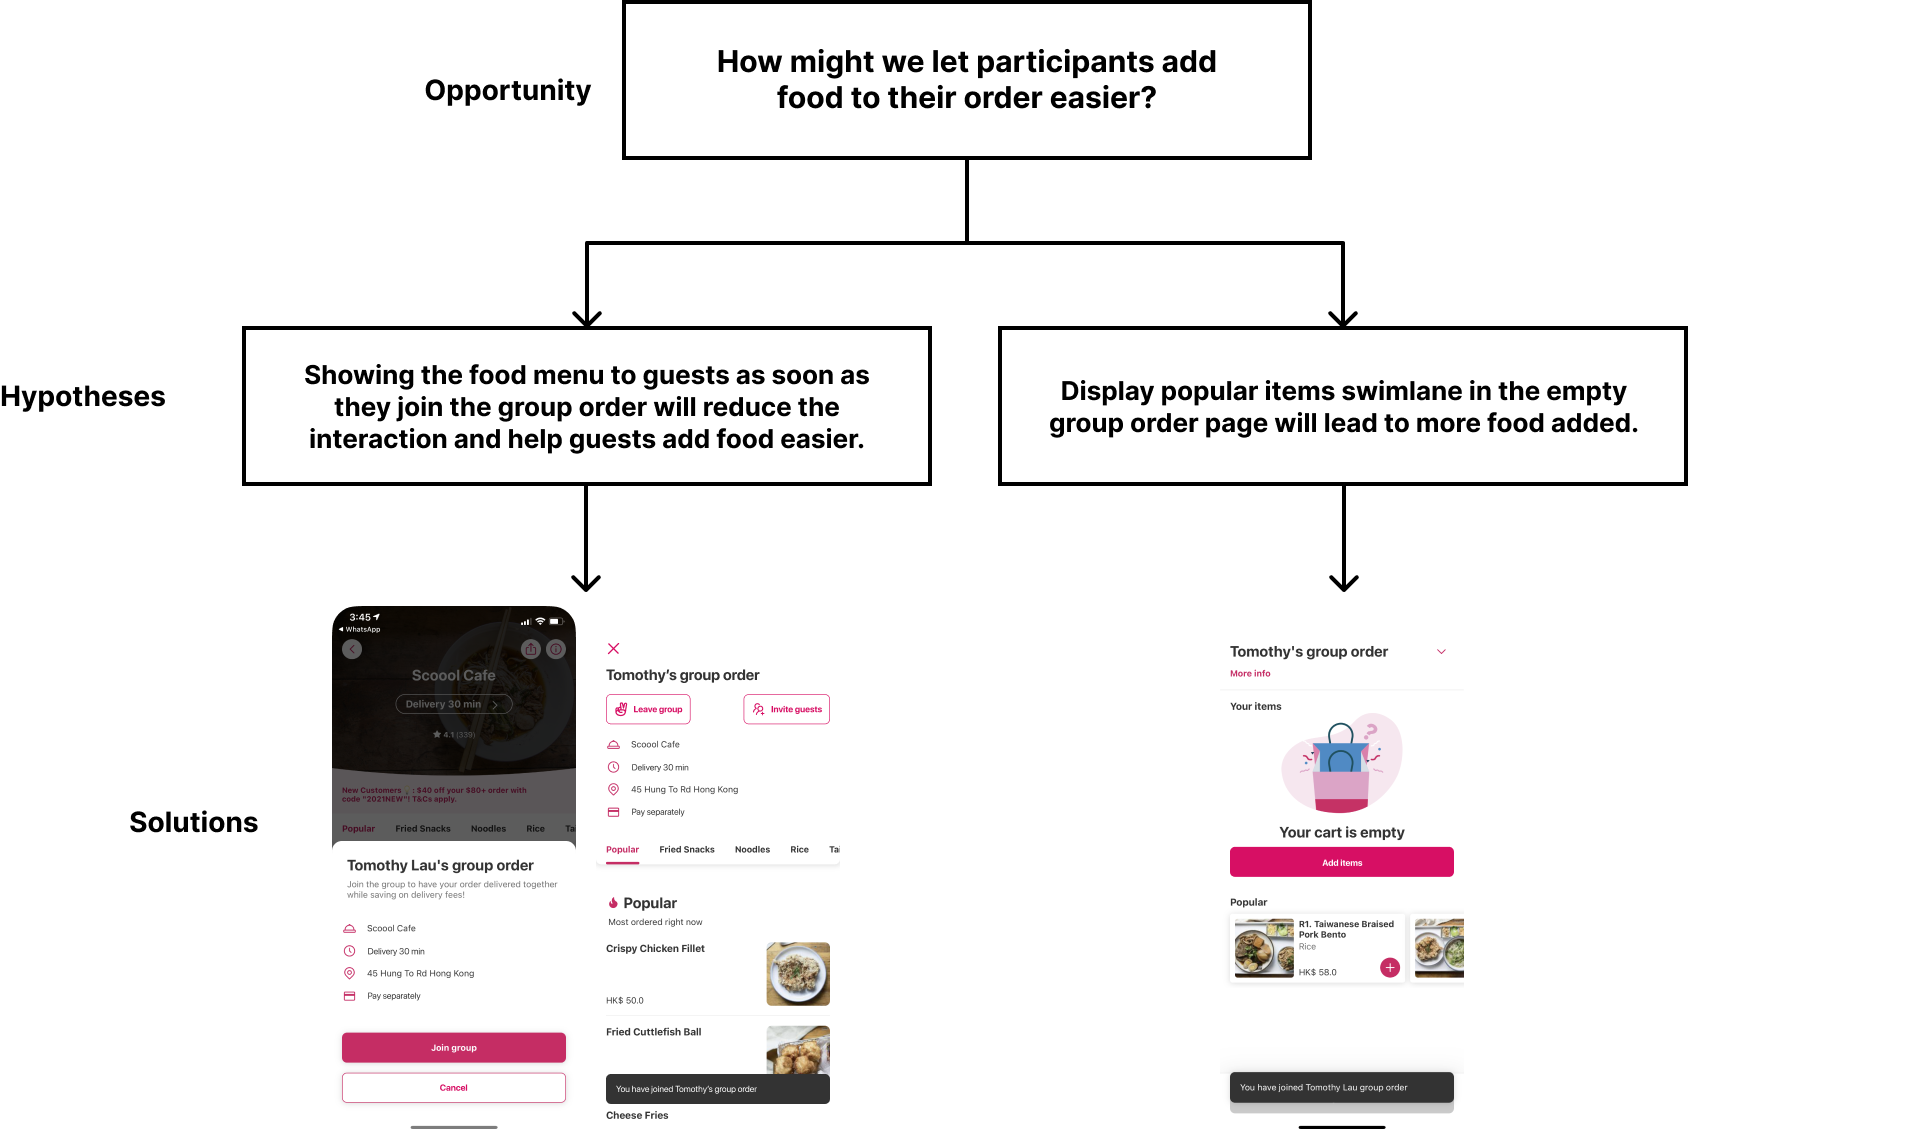 How might we let participants add
food to their order easier?
Opportunity
Hypotheses
Showing the food menu to guests as soon as
they join the group order will reduce the
interaction and help guests add food easier.
Display popular items swimlane in the empty
group order page will lead to more food added.
Solutions
3:45
WhatsApp
Scoool Cafe
Delivery 30 min
4.1 (339)
New Customers : $40 off your $80+ order with
code "2021NEW"! T&Cs apply.
Popular Fried Snacks Noodles Rice Ta
Tomothy Lau's group order
Join the group to have your order delivered together
while saving on delivery fees!
Scoool Cafe
Delivery 30 min
45 Hung To Rd Hong Kong
Pay separately
Join group
Cancel
Tomothy's group order
Leave group
Invite guests
Scoool Cafe
Delivery 30 min
45 Hung To Rd Hong Kong
Pay separately
Popular Fried Snacks Noodles Rice Ta
Popular
Most ordered right now
Crispy Chicken Fillet
HK$ 50.0
Fried Cuttlefish Ball
You have joined Tomothy's group order
Cheese Fries
Tomothy's group order
More info
Your items
Your cart is empty
Add items
Popular
R1. Taiwanese Braised
Pork Bento
Rice
HK$ 58.0
You have joined Tomothy Lau group order